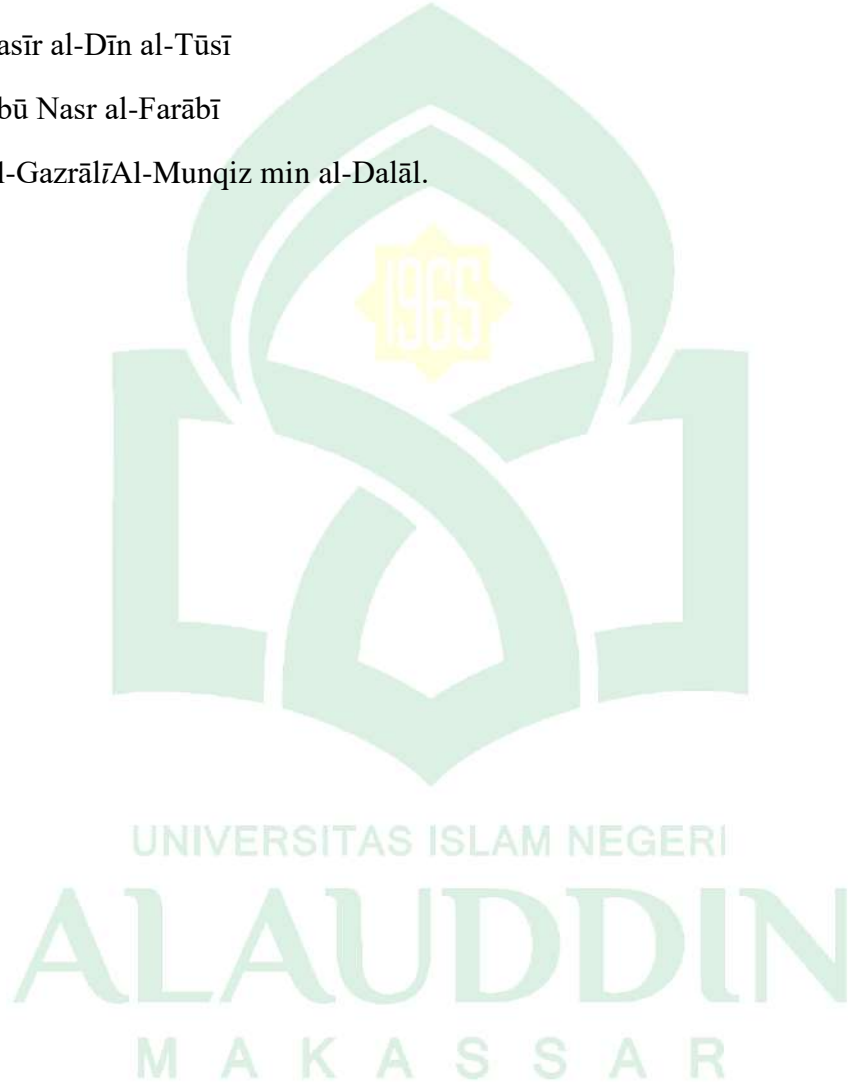 asīr al-Dīn al-Tūsī
bū Nasr al-Farābī
l-GazrālīAl-Munqiz min al-Dalāl.
1965
UNIVERSITAS ISLAM NEGERI
ALAUDDIN
MAKASSAR